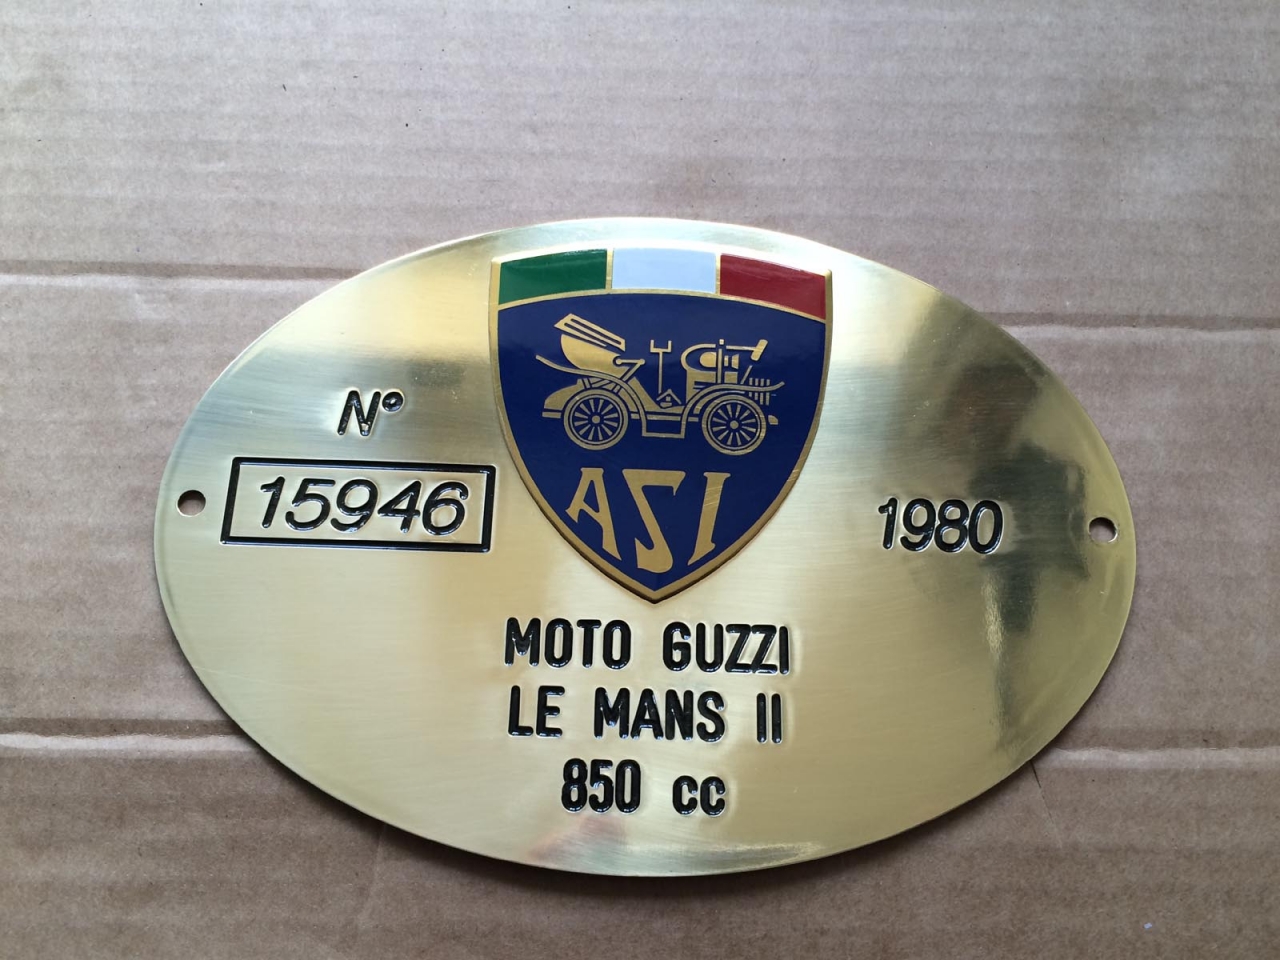 ASI
N°
15946
1980
MOTO GUZZI
LE MANS II
850 cc